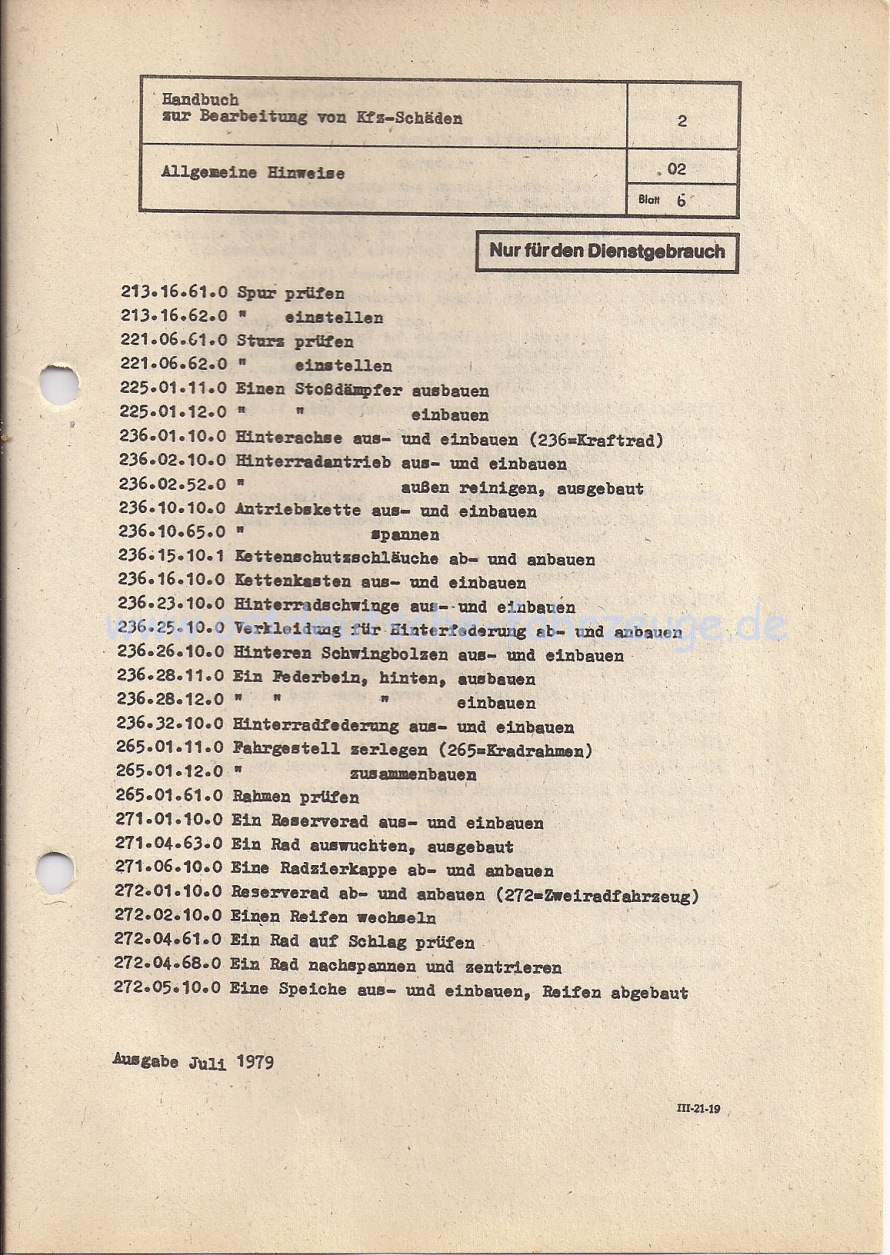 Handbuch
zur Bearbeitung von Kfz-Schäden
2
Allgemeine Hinweise
. 02
Blatt 6
Nur für den Dienstgebrauch
213.16.61.0 Spur prüfen
213.16.62.0 " einstellen
221.06.61.0 Sturz prüfen
221.06.62.0 " einstellen
225.01.11.0 Einen Stoßdämpfer ausbauen
225.01.12.0 " " einbauen
236.01.10.0 Hinterachse aus- und einbauen (236=Kraftrad)
236.02.10.0 Hinterradantrieb aus- und einbauen
236.02.52.0 " außen reinigen, ausgebaut
236.10.10.0 Antriebskette aus- und einbauen
236.10.65.0 " spannen
236.15.10.1 Kettenschutzschläuche ab- und anbauen
236.16.10.0 Kettenkasten aus- und einbauen
236.23.10.0 Hinterradschwinge aus- und einbauen
236.25.10.0 Verkleidung für Hinterfederung ab- und anbauen
236.26.10.0 Hinteren Schwingbolzen aus- und einbauen
236.28.11.0 Ein Federbein, hinten, ausbauen
236.28.12.0 " " " einbauen
236.32.10.0 Hinterradfederung aus- und einbauen
265.01.11.0 Fahrgestell zerlegen (265=Kradrahmen)
265.01.12.0 " zusammenbauen
265.01.61.0 Rahmen prüfen
271.01.10.0 Ein Reserverad aus- und einbauen
271.04.63.0 Ein Rad auswuchten, ausgebaut
271.06.10.0 Eine Radzierkappe ab- und anbauen
272.01.10.0 Reserverad ab- und anbauen (272=Zweiradfahrzeug)
272.02.10.0 Einen Reifen wechseln
272.04.61.0 Ein Rad auf Schlag prüfen
272.04.68.0 Ein Rad nachspannen und zentrieren
272.05.10.0 Eine Speiche aus- und einbauen, Reifen abgebaut
Ausgabe Juli 1979
III-21-19